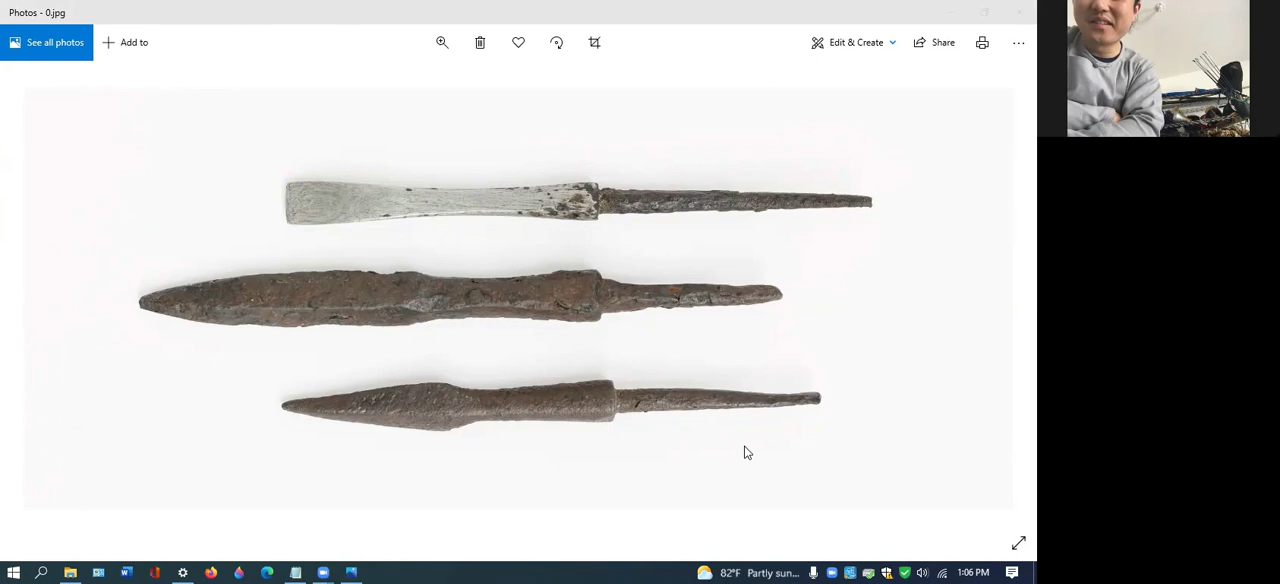 Photos - 0.jpg
See all photos
Add to
Edit & Create
Share
82°F Partly sun...
1:06 PM